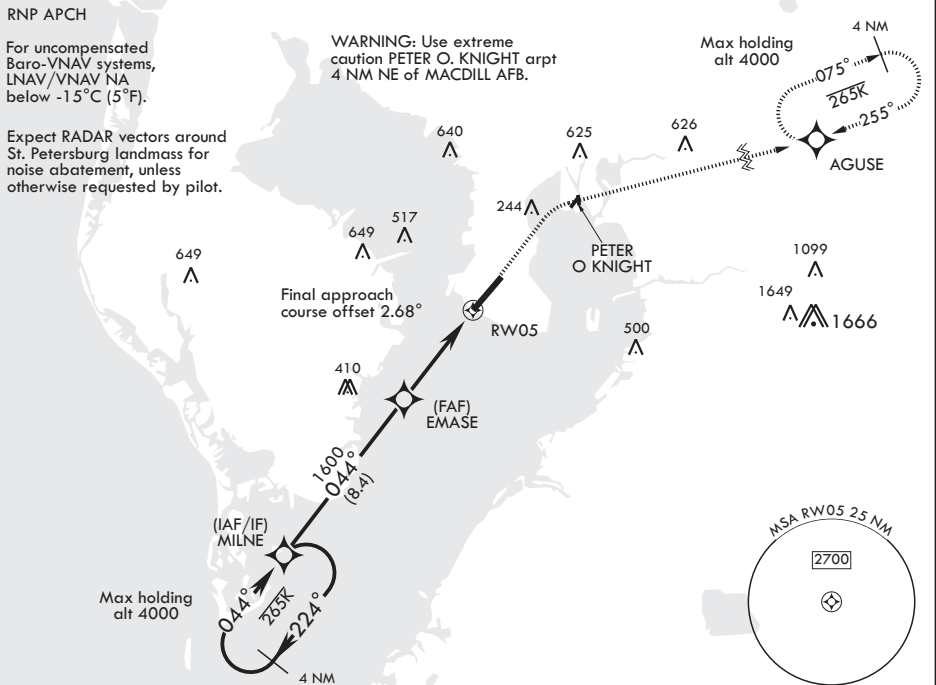 RNP APCH
For uncompensated
Baro-VNAV systems,
LNAV/VNAV NA
below -15°C (5°F).
Expect RADAR vectors around
St. Petersburg landmass for
noise abatement, unless
otherwise requested by pilot.
WARNING: Use extreme
caution PETER O. KNIGHT arpt
4 NM NE of MACDILL AFB.
Max holding
alt 4000
4 NM
075°
265K
255°
AGUSE
640
625
626
244
517
649
649
PETER
O KNIGHT
1099
1649
1666
Final approach
course offset 2.68°
RW05
500
410
(FAF)
EMASE
1600
044°
(8.4)
(IAF/IF)
MILNE
Max holding
alt 4000
044°
265K
224°
4 NM
MSA RW05 25 NM
2700